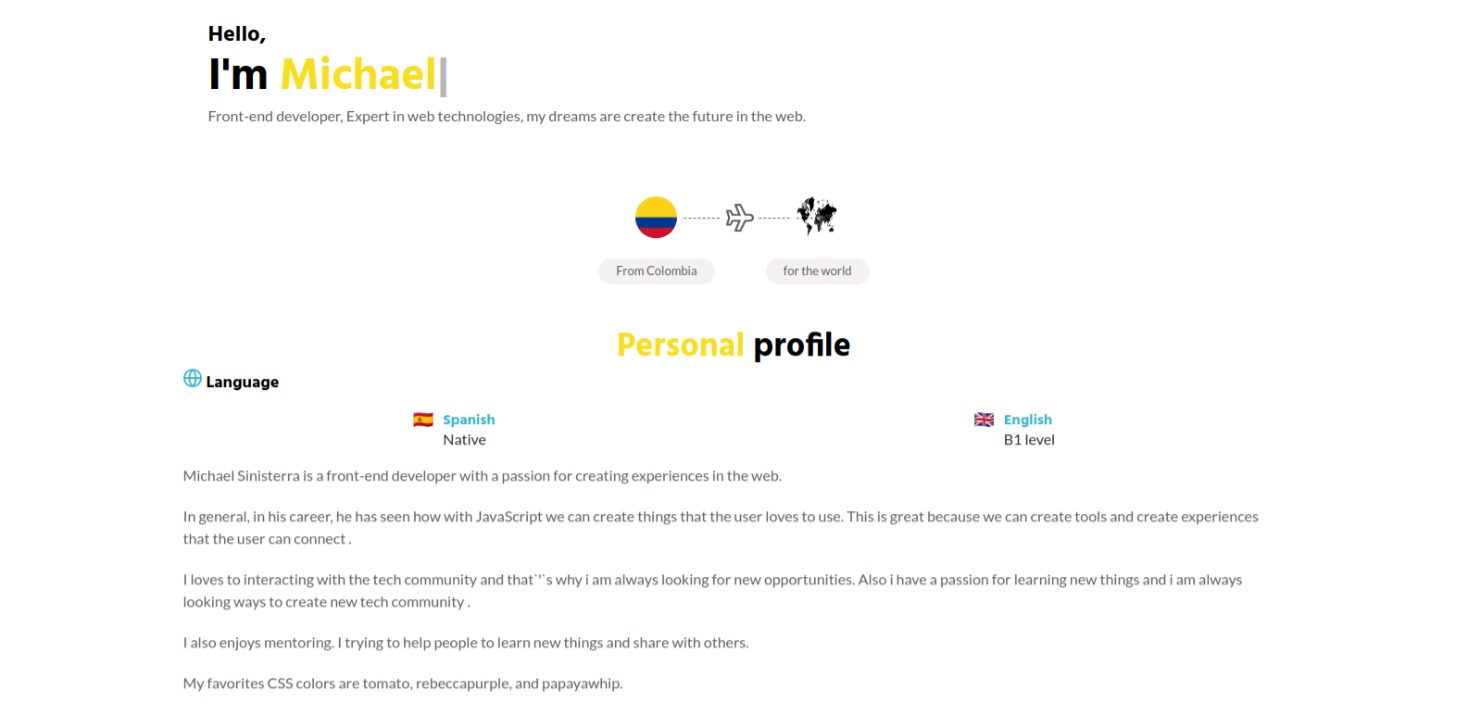 Hello,
I'm Michael|
Front-end developer, Expert in web technologies, my dreams are create the future in the web.
From Colombia
for the world
Personal profile
Language
Spanish
Native
English
B1 level
Michael Sinisterra is a front-end developer with a passion for creating experiences in the web.
In general, in his career, he has seen how with JavaScript we can create things that the user loves to use. This is great because we can create tools and create experiences
that the user can connect .
I loves to interacting with the tech community and that`'`s why i am always looking for new opportunities. Also i have a passion for learning new things and i am always
looking ways to create new tech community .
I also enjoys mentoring. I trying to help people to learn new things and share with others.
My favorites CSS colors are tomato, rebeccapurple, and papayawhip.